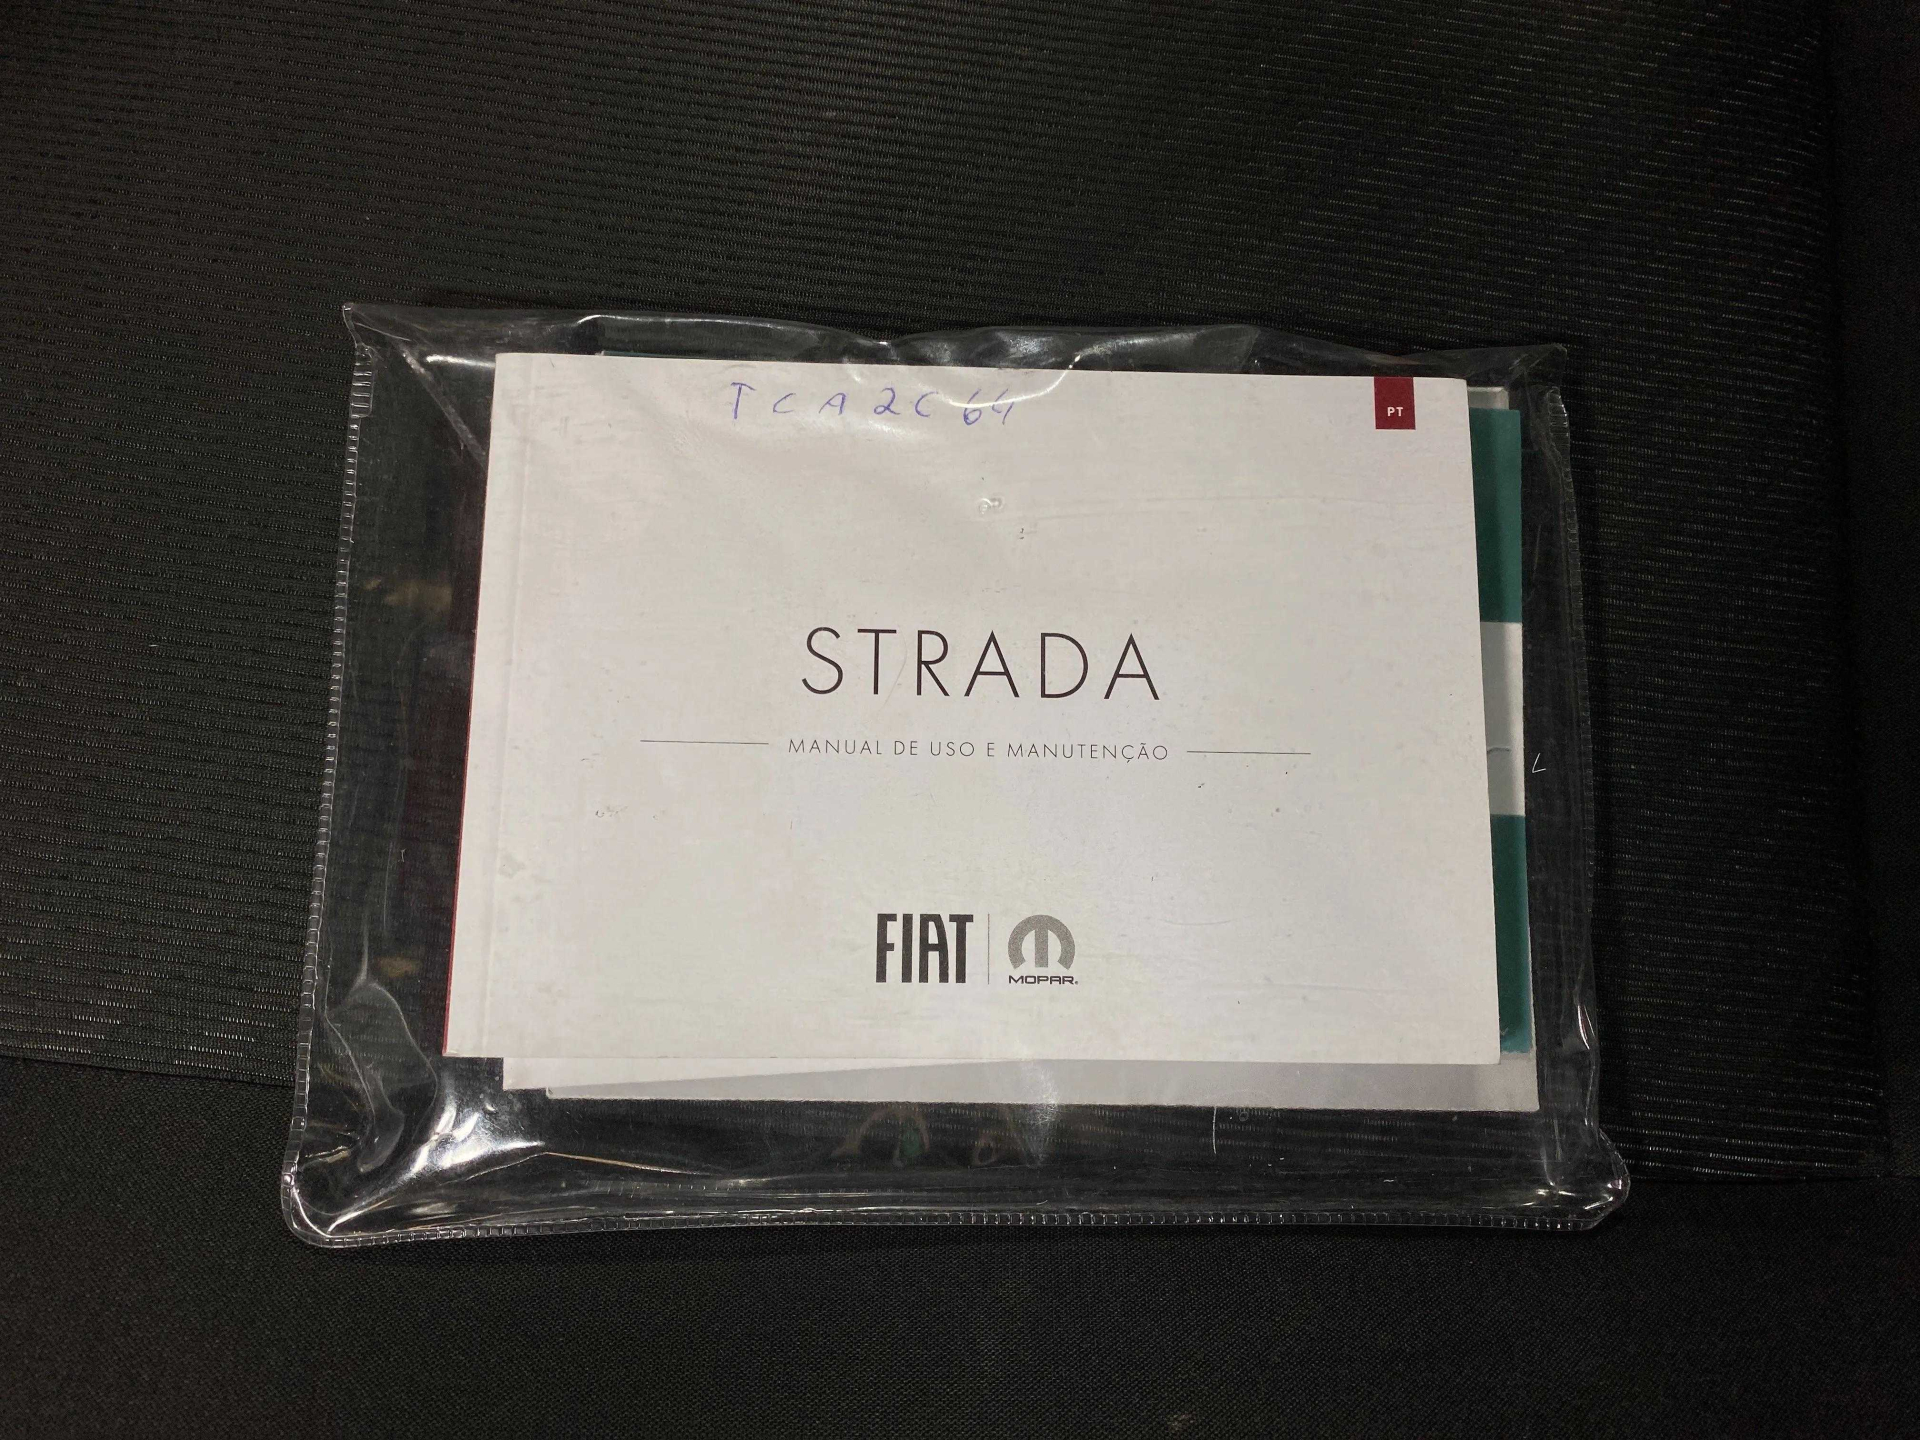 TCA2C64
PT
STRADA
MANUAL DE USO E MANUTENÇÃO
FIAT
MOPAR®